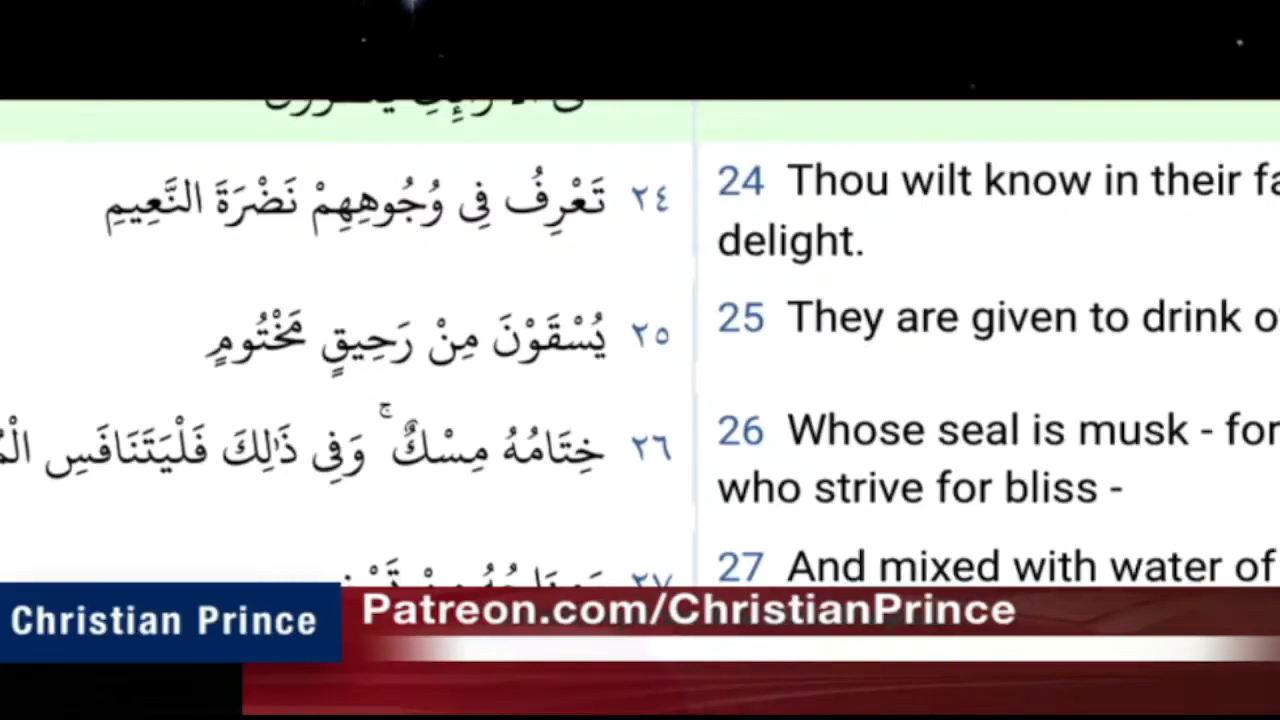 ٢٤ تَعْرِفُ فِى وُجُوهِهِمْ نَضْرَةَ النَّعِيمِ
24 Thou wilt know in their fa
delight.
٢٥ يُسْقَوْنَ مِنْ رَحِيقٍ مَخْتُومٍ
25 They are given to drink o
٢٦ خِتَامُهُ مِسْكٌ ۚ وَفِى ذَٰلِكَ فَلْيَتَنَافَسِ
26 Whose seal is musk - for
who strive for bliss -
٢٧
27 And mixed with water of
Christian Prince
Patreon.com/ChristianPrince